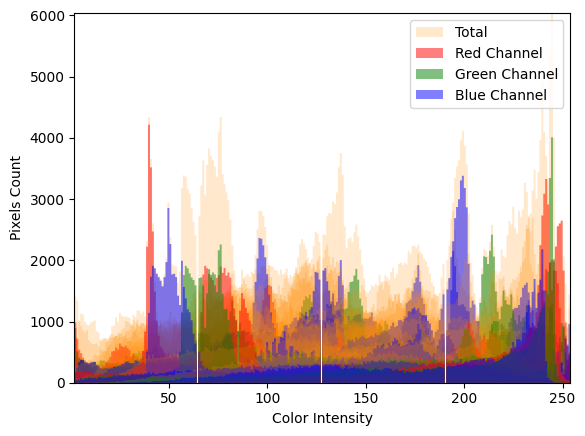 6000
5000
4000
3000
2000
1000
0
Pixels Count
50
100
150
200
250
Color Intensity
Total
Red Channel
Green Channel
Blue Channel